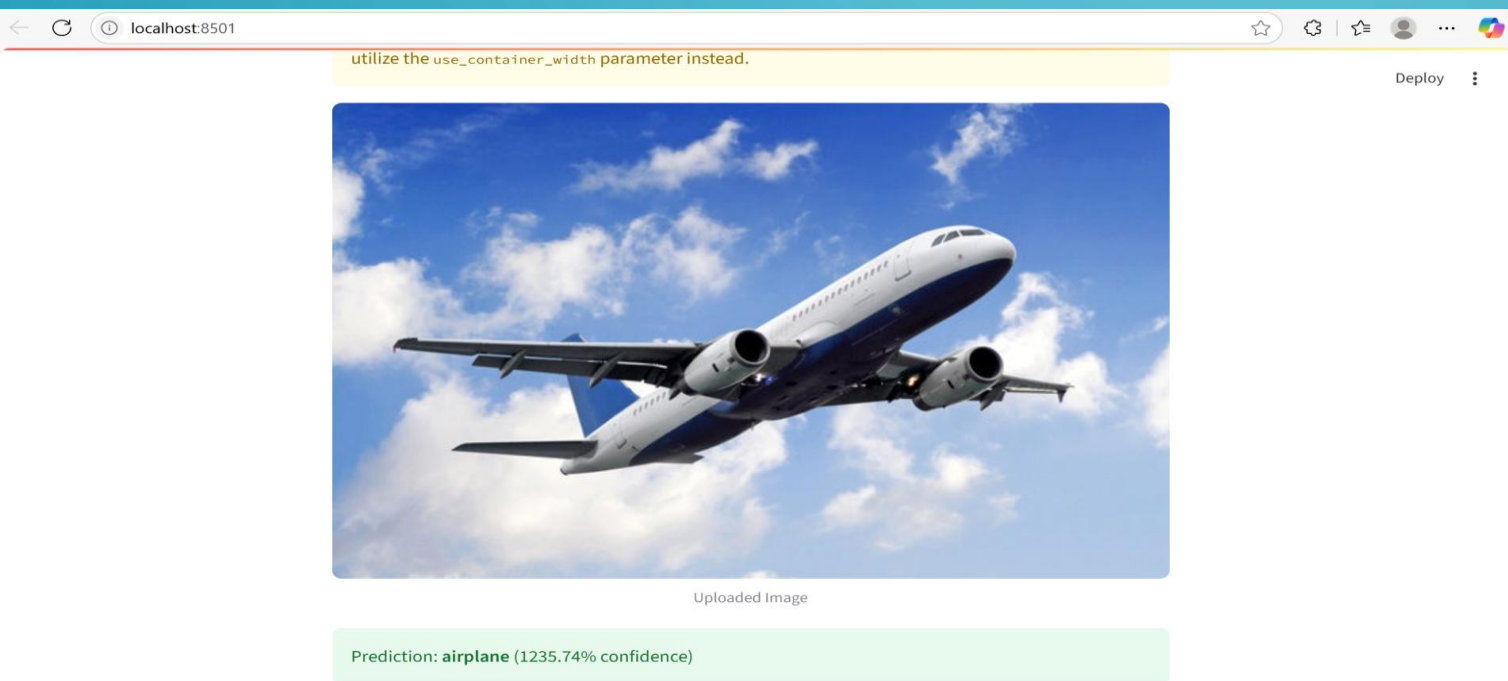 localhost:8501
utilize the use_container_width parameter instead.
Deploy
Uploaded Image
Prediction: airplane (1235.74% confidence)